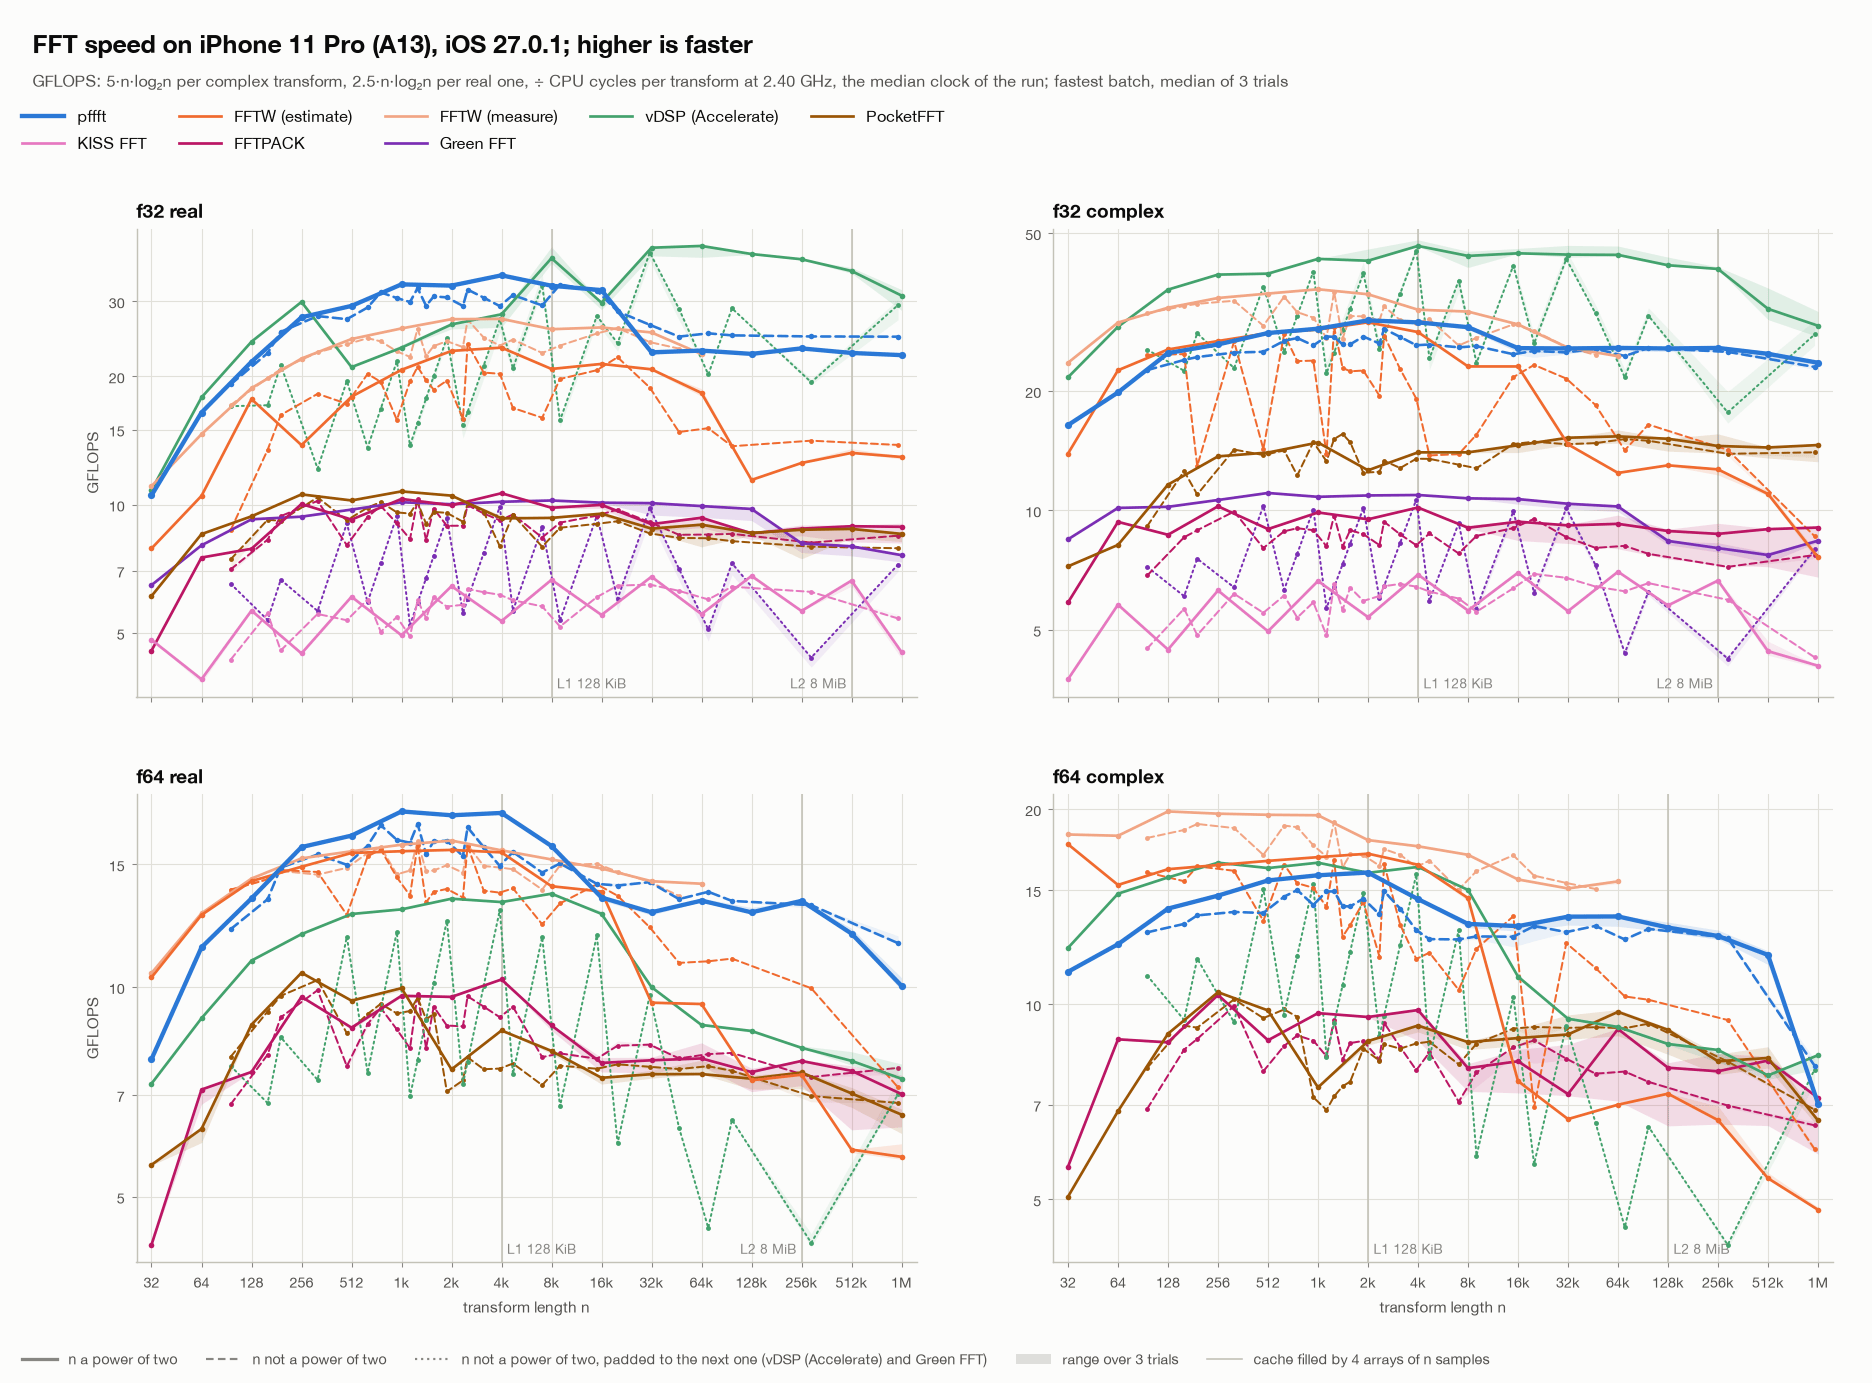 FFT speed on iPhone 11 Pro (A13), iOS 27.0.1; higher is faster
GFLOPS: 5·n·log₂n per complex transform, 2.5·n·log₂n per real one, ÷ CPU cycles per transform at 2.40 GHz, the median clock of the run; fastest batch, median of 3 trials
pffft FFTW (estimate) FFTW (measure) vDSP (Accelerate) PocketFFT
KISS FFT FFTPACK Green FFT
f32 real
30
20
15
10
7
5
GFLOPS
L1 128 KiB
L2 8 MiB
f32 complex
50
20
10
5
L1 128 KiB
L2 8 MiB
f64 real
15
10
7
5
GFLOPS
L1 128 KiB
L2 8 MiB
32 64 128 256 512 1k 2k 4k 8k 16k 32k 64k 128k 256k 512k 1M
transform length n
f64 complex
20
15
10
7
5
L1 128 KiB
L2 8 MiB
32 64 128 256 512 1k 2k 4k 8k 16k 32k 64k 128k 256k 512k 1M
transform length n
n a power of two n not a power of two n not a power of two, padded to the next one (vDSP (Accelerate) and Green FFT) range over 3 trials cache filled by 4 arrays of n samples